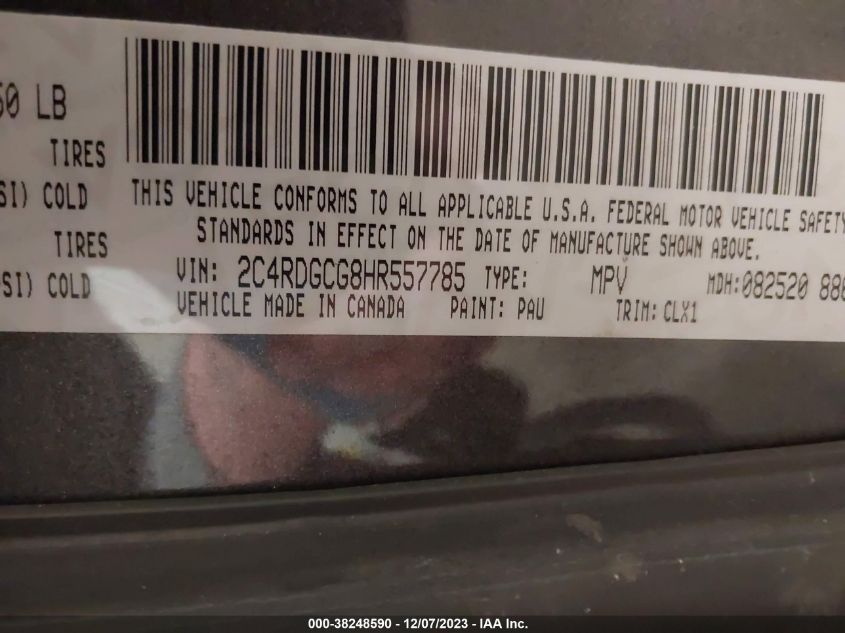 50 LB
TIRES
SI) COLD
THIS VEHICLE CONFORMS TO ALL APPLICABLE U.S.A. FEDERAL MOTOR VEHICLE SAFETY
STANDARDS IN EFFECT ON THE DATE OF MANUFACTURE SHOWN ABOVE.
TIRES
SI) COLD
VIN: 2C4RDGCG8HR557785 TYPE: MPV MDH:082520 880
VEHICLE MADE IN CANADA PAINT: PAU TRIM: CLX1
000-38248590 - 12/07/2023 - IAA Inc.